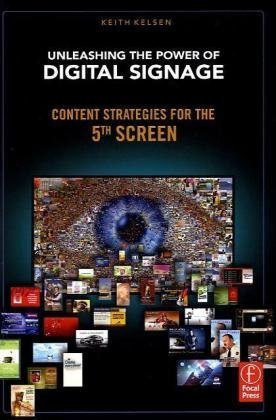 KEITH KELSEN
UNLEASHING THE POWER OF
DIGITAL SIGNAGE
CONTENT STRATEGIES FOR THE
5TH SCREEN
Focal
Press